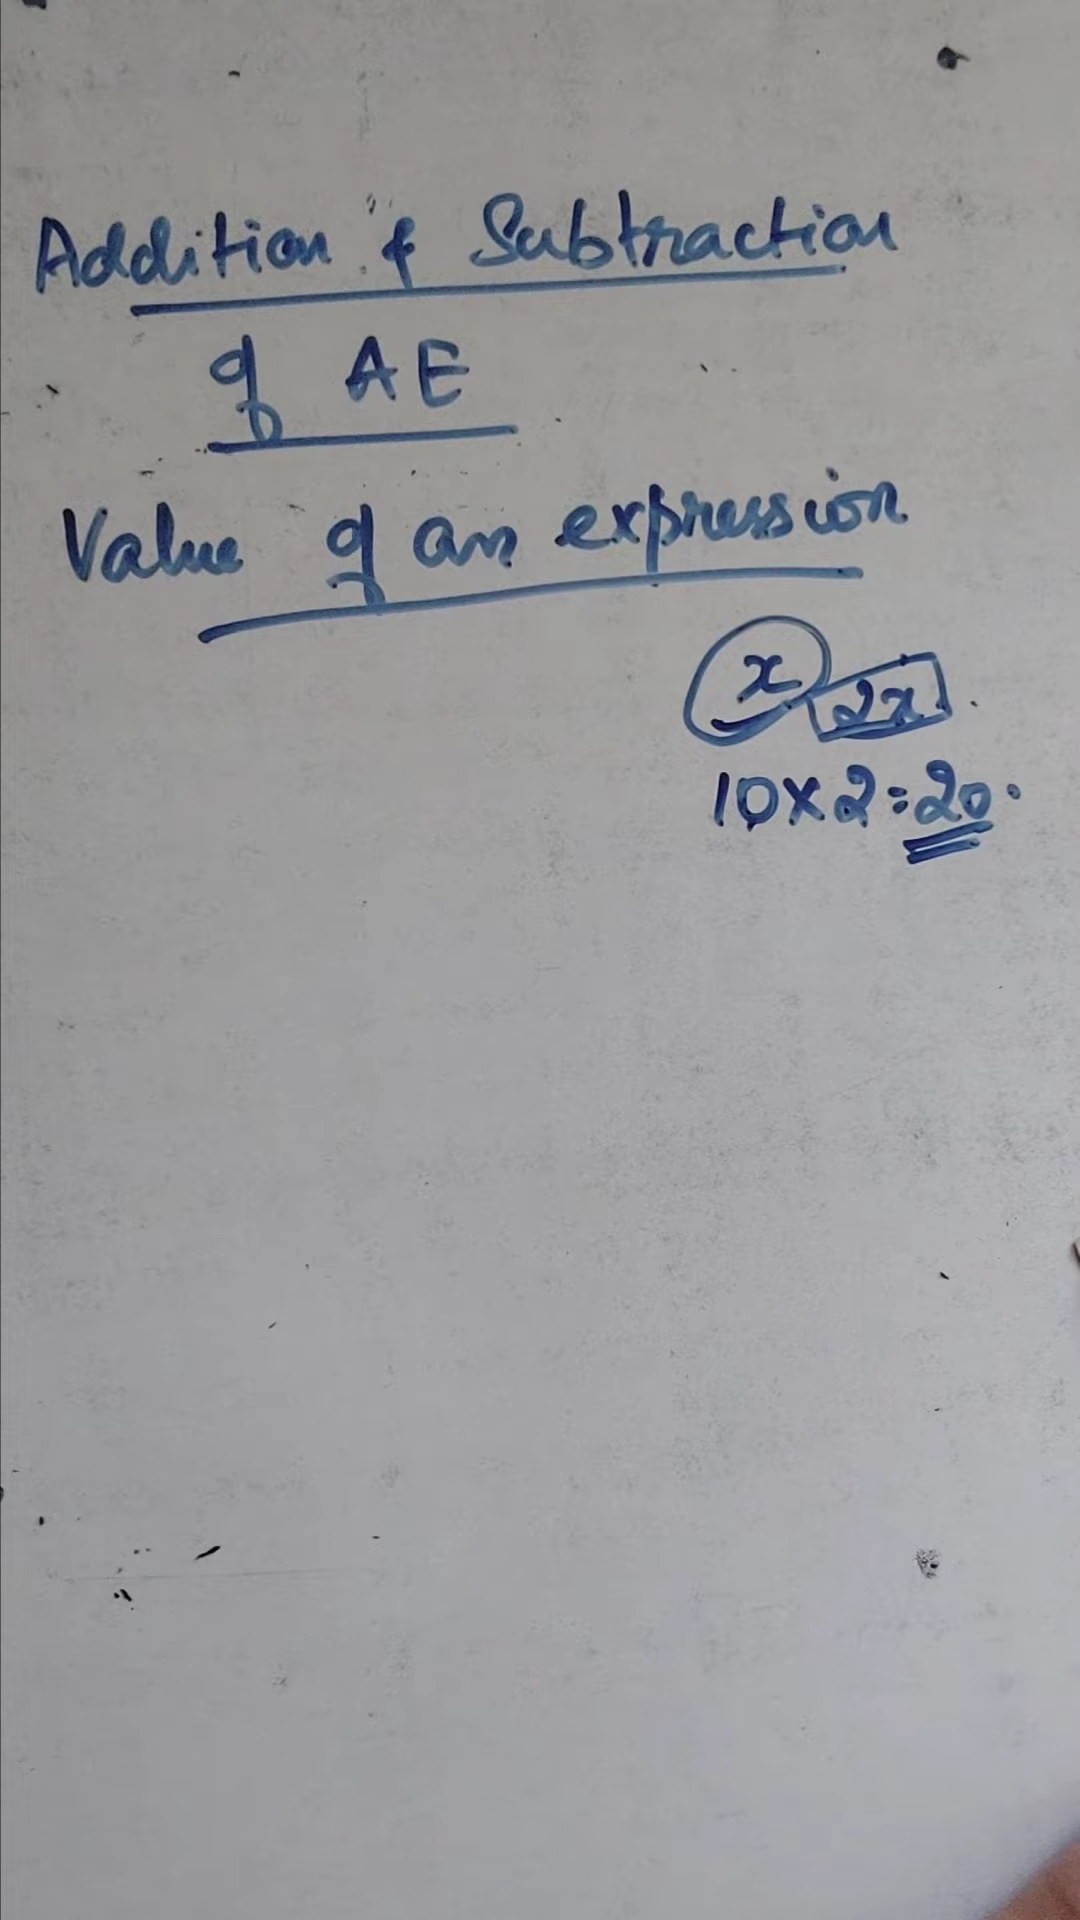 Addition & Subtraction
of AE
Value of an expression
x 2x
10×2=20.